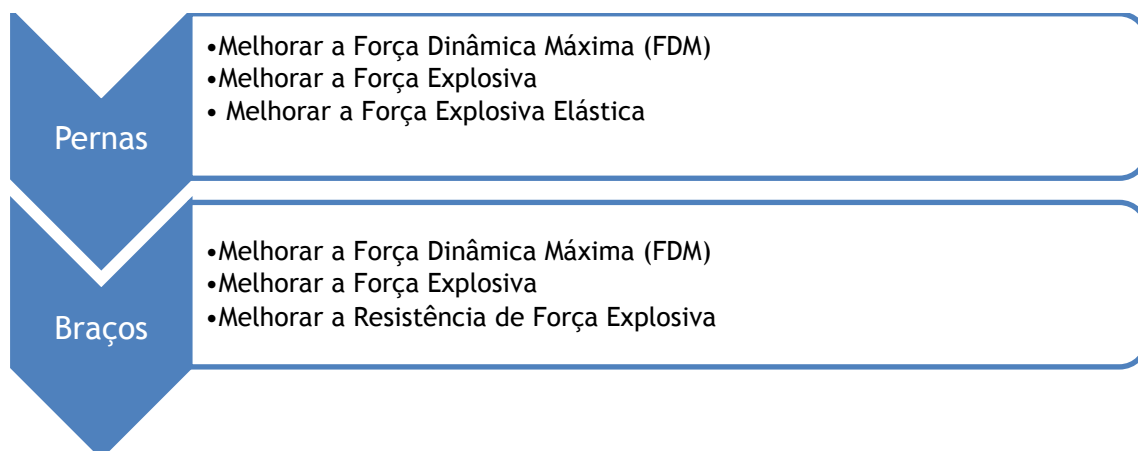 Pernas
•Melhorar a Força Dinâmica Máxima (FDM)
•Melhorar a Força Explosiva
• Melhorar a Força Explosiva Elástica
Braços
•Melhorar a Força Dinâmica Máxima (FDM)
•Melhorar a Força Explosiva
•Melhorar a Resistência de Força Explosiva